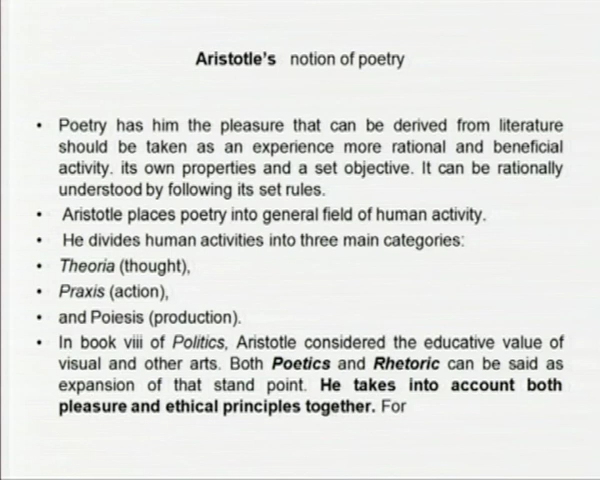 Aristotle's notion of poetry
• Poetry has him the pleasure that can be derived from literature
should be taken as an experience more rational and beneficial
activity. its own properties and a set objective. It can be rationally
understood by following its set rules.
• Aristotle places poetry into general field of human activity.
• He divides human activities into three main categories:
• Theoria (thought),
• Praxis (action),
• and Poiesis (production).
• In book viii of Politics, Aristotle considered the educative value of
visual and other arts. Both Poetics and Rhetoric can be said as
expansion of that stand point. He takes into account both
pleasure and ethical principles together. For